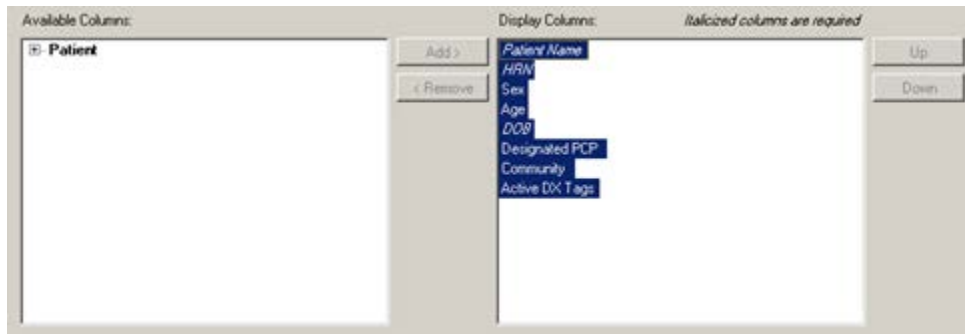 Available Columns:
Display Columns:
Italicized columns are required
Patient
Add >
< Remove
Patient Name
HRN
Sex
Age
DOB
Designated PCP
Community
Active DX Tags
Up
Down